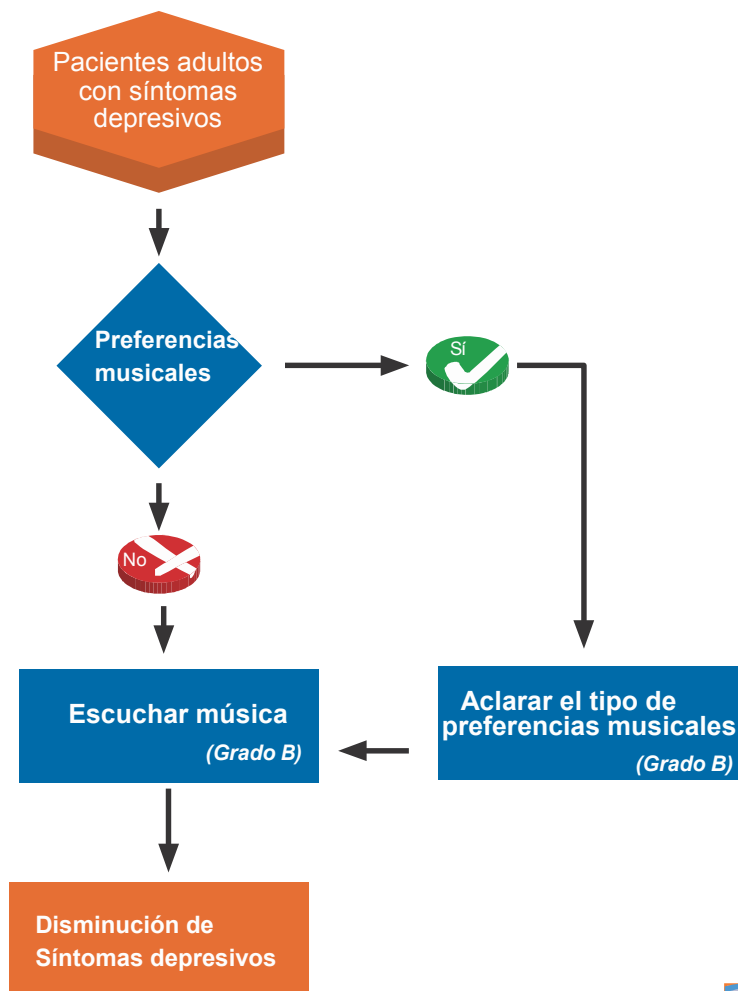 Pacientes adultos
con síntomas
depresivos
Preferencias
musicales
Sí
No
Escuchar música
(Grado B)
Aclarar el tipo de
preferencias musicales
(Grado B)
Disminución de
Síntomas depresivos